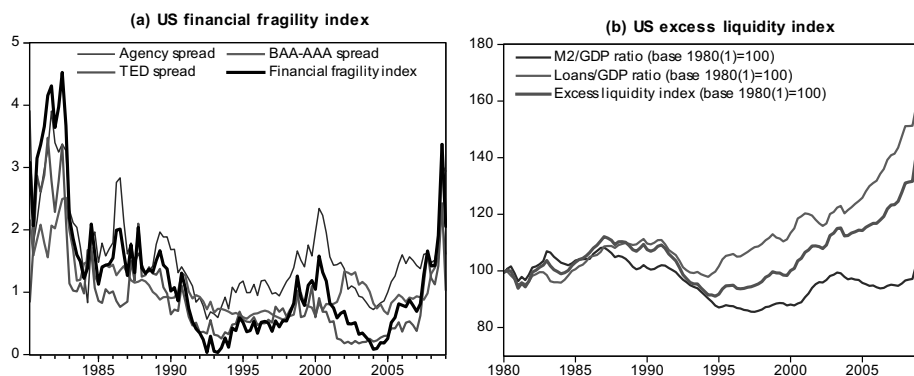 (a) US financial fragility index
Agency spread BAA-AAA spread
TED spread Financial fragility index
5
4
3
2
1
0
1985 1990 1995 2000 2005
(b) US excess liquidity index
180
M2/GDP ratio (base 1980(1)=100)
Loans/GDP ratio (base 1980(1)=100)
Excess liquidity index (base 1980(1)=100)
160
140
120
100
80
1980 1985 1990 1995 2000 2005